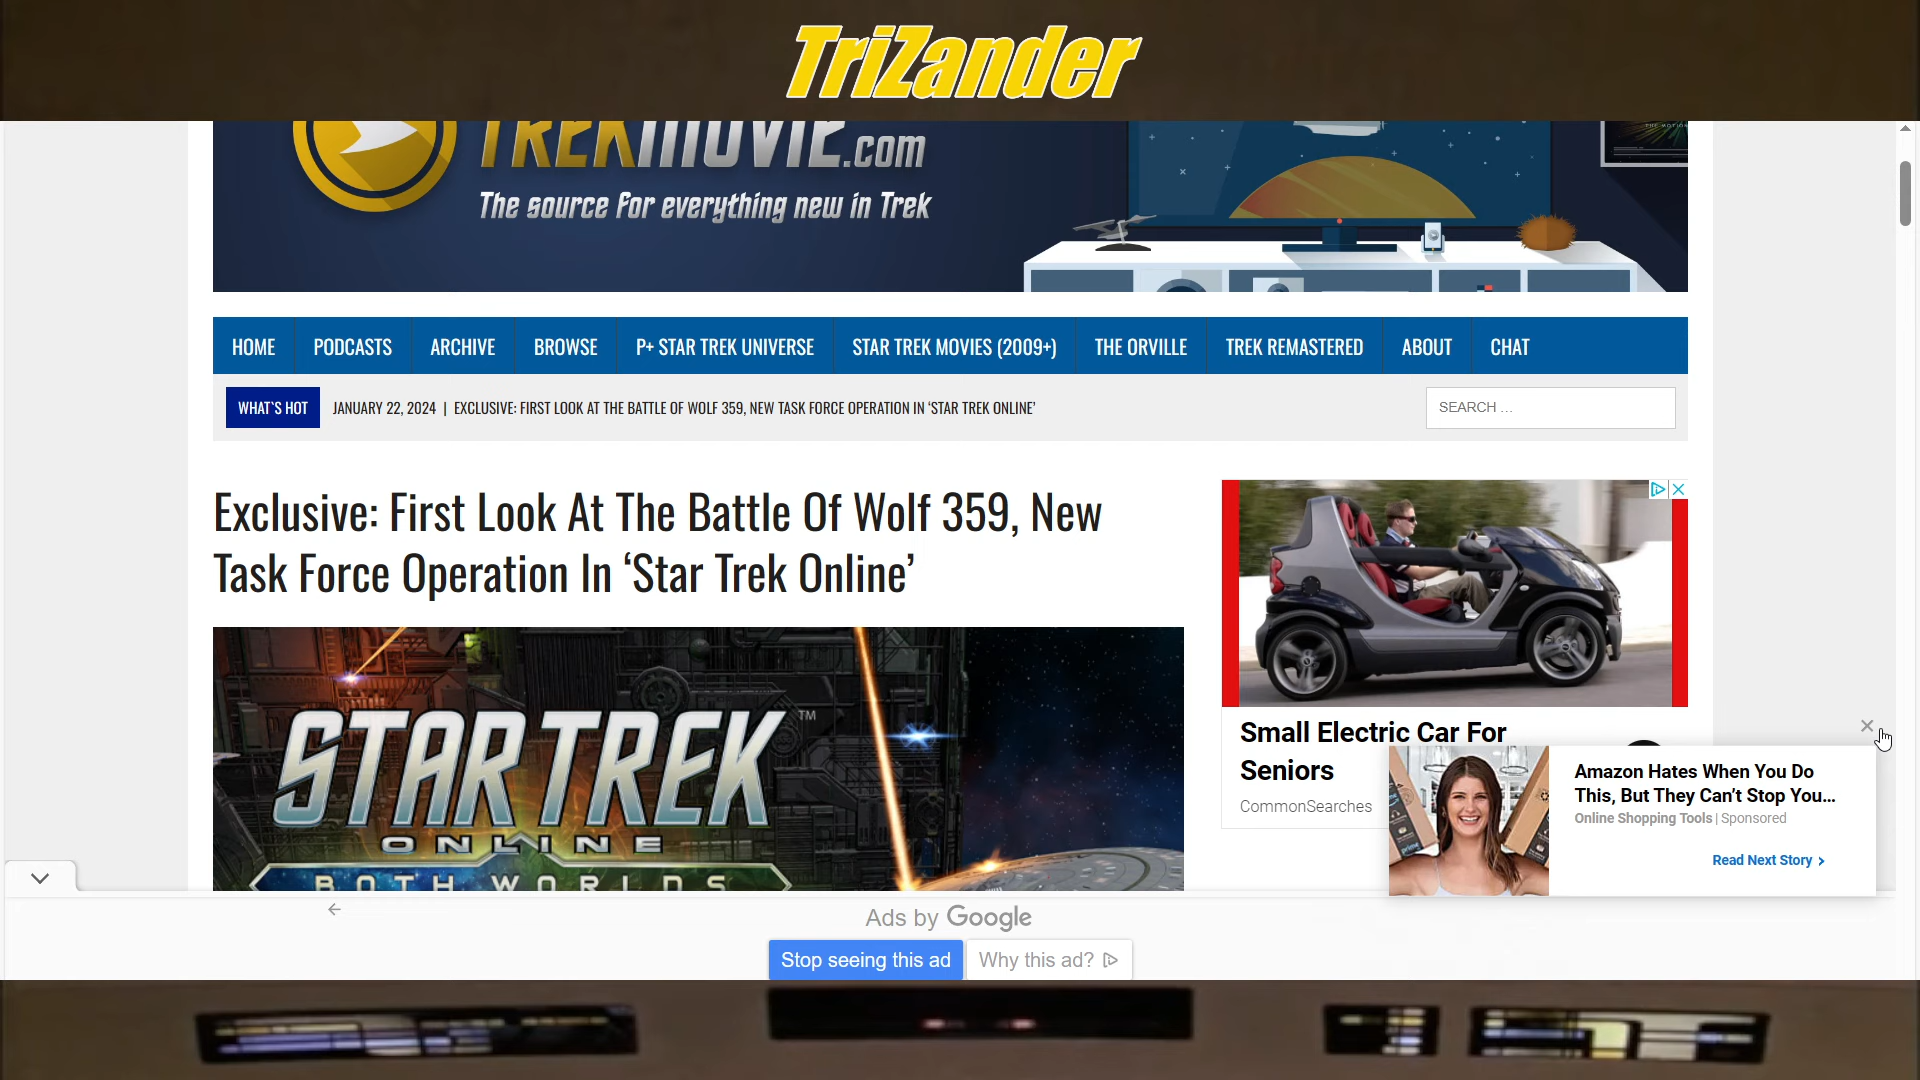 TriZander
TREKMOVIE.com
The source for everything new in Trek
HOME PODCASTS ARCHIVE BROWSE P+ STAR TREK UNIVERSE STAR TREK MOVIES (2009+) THE ORVILLE TREK REMASTERED ABOUT CHAT
WHAT`S HOT JANUARY 22, 2024 | EXCLUSIVE: FIRST LOOK AT THE BATTLE OF WOLF 359, NEW TASK FORCE OPERATION IN ‘STAR TREK ONLINE’ SEARCH …
Exclusive: First Look At The Battle Of Wolf 359, New
Task Force Operation In ‘Star Trek Online’
STAR TREK ™
ONLINE
BOTH WORLDS
Small Electric Car For
Seniors
CommonSearches
Amazon Hates When You Do
This, But They Can’t Stop You...
Online Shopping Tools | Sponsored
Read Next Story
Ads by Google
Stop seeing this ad Why this ad?